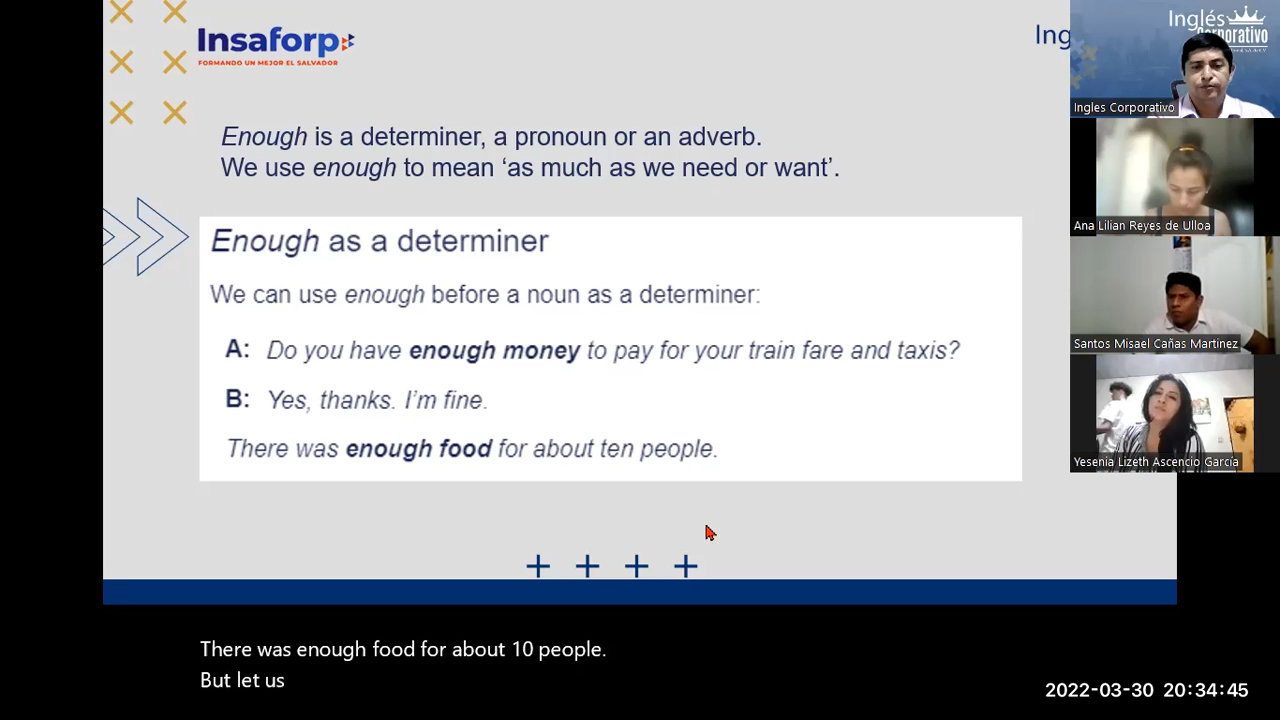 Insaforp
FORMANDO UN MEJOR EL SALVADOR
Ing
Inglés
Corporativo
Ingles Corporativo
Enough is a determiner, a pronoun or an adverb.
We use enough to mean ‘as much as we need or want’.
Ana Lilian Reyes de Ulloa
Enough as a determiner
We can use enough before a noun as a determiner:
A: Do you have enough money to pay for your train fare and taxis?
B: Yes, thanks. I’m fine.
There was enough food for about ten people.
Santos Misael Cañas Martinez
Yesenia Lizeth Ascencio García
There was enough food for about 10 people.
But let us
2022-03-30 20:34:45